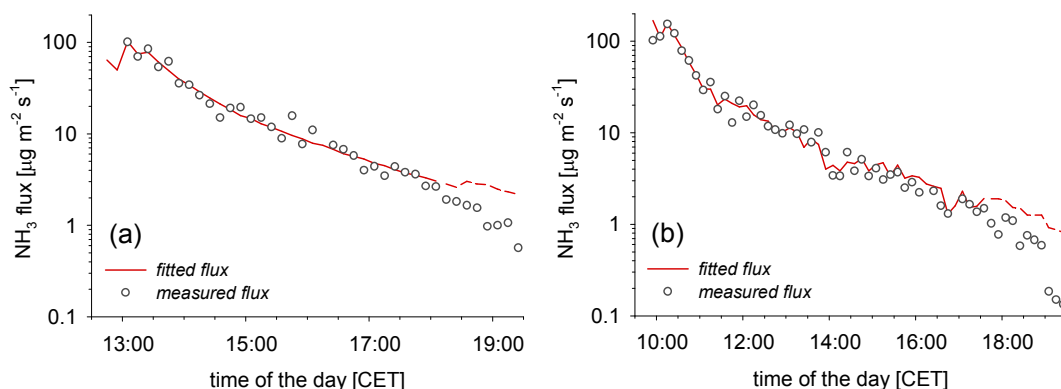 NH₃ flux [µg m⁻² s⁻¹]
100
10
1
0.1
(a)
fitted flux
measured flux
13:00 15:00 17:00 19:00
time of the day [CET]
NH₃ flux [µg m⁻² s⁻¹]
100
10
1
0.1
(b)
fitted flux
measured flux
10:00 12:00 14:00 16:00 18:00
time of the day [CET]